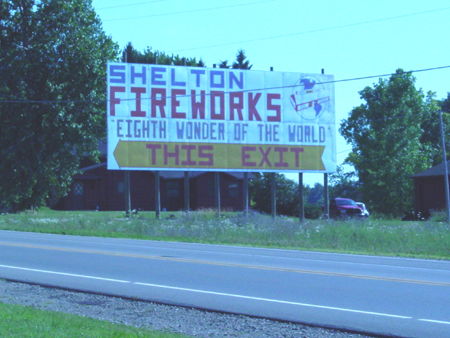 SHELTON
FIREWORKS
"EIGHTH WONDER OF THE WORLD"
THIS EXIT